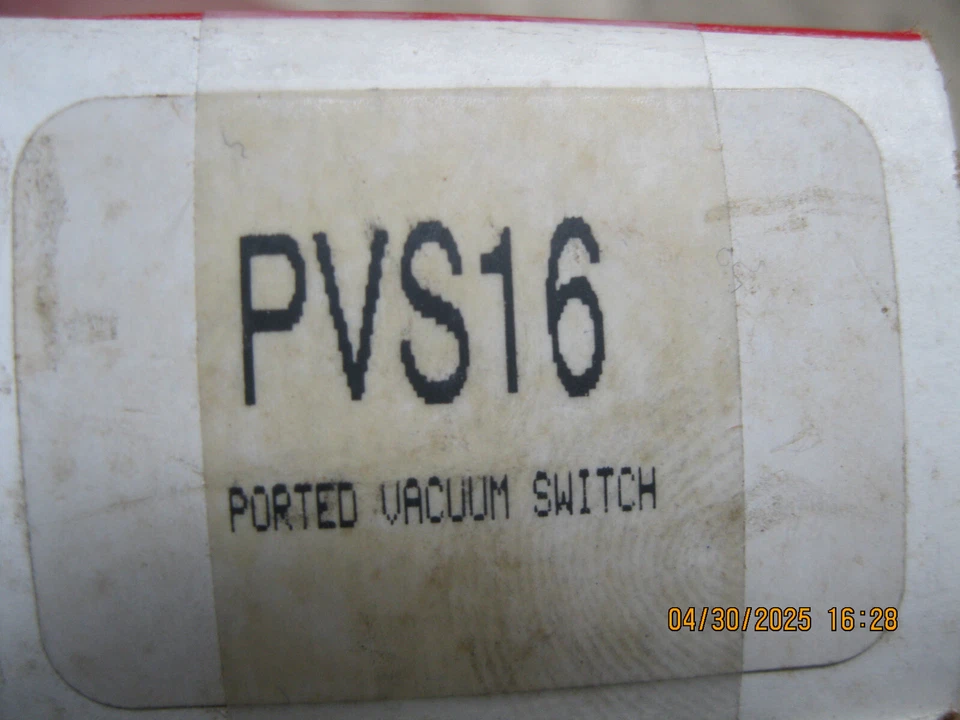 PVS16
PORTED VACUUM SWITCH
04/30/2025 16:28